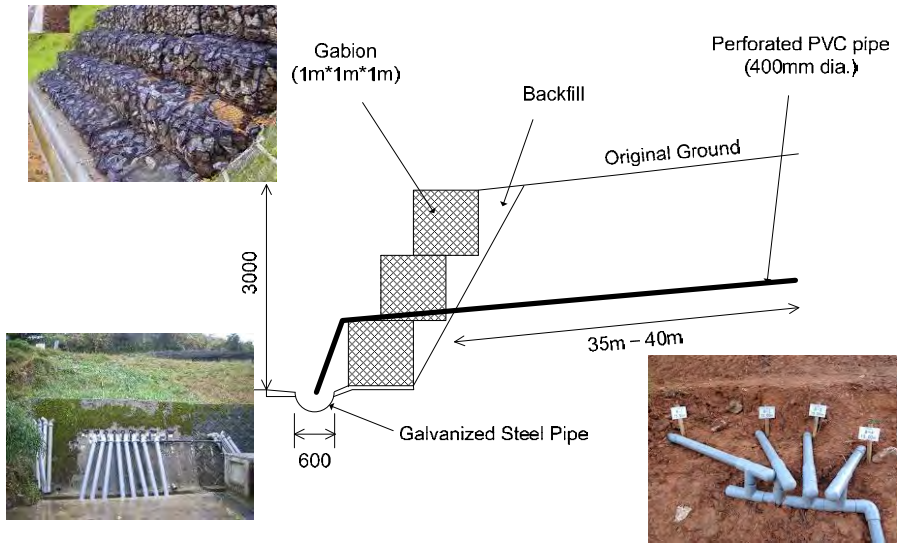 Gabion
(1m*1m*1m)
Perforated PVC pipe
(400mm dia.)
Backfill
Original Ground
3000
35m－40m
Galvanized Steel Pipe
600